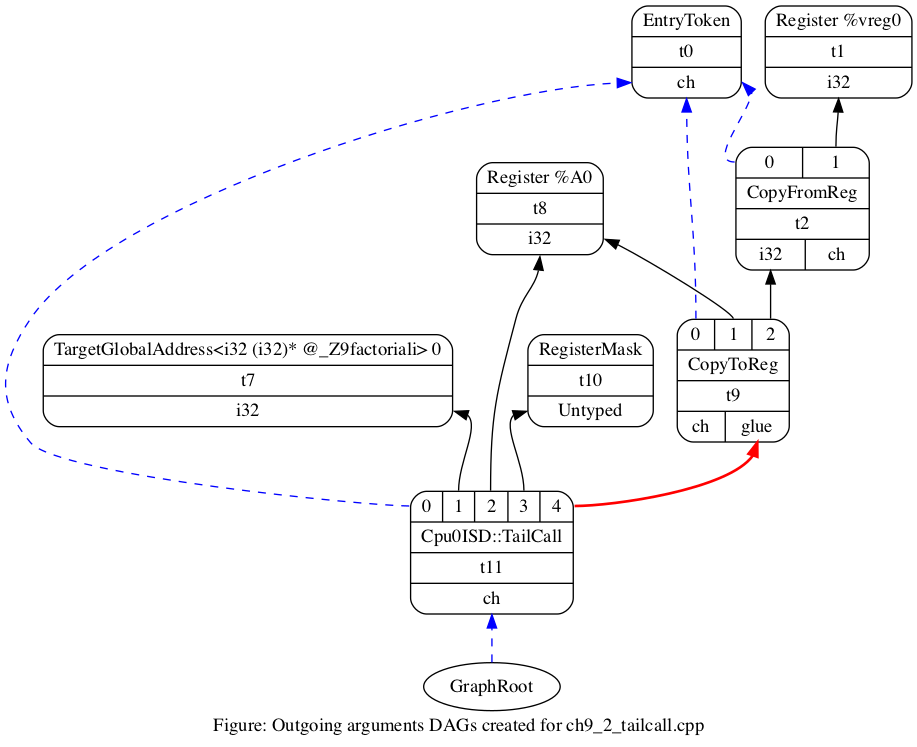 EntryToken
t0
ch
Register %vreg0
t1
i32
0 1
CopyFromReg
t2
i32 ch
Register %A0
t8
i32
TargetGlobalAddress<i32 (i32)* @_Z9factoriali> 0
t7
i32
RegisterMask
t10
Untyped
0 1 2
CopyToReg
t9
ch glue
0 1 2 3 4
Cpu0ISD::TailCall
t11
ch
GraphRoot
Figure: Outgoing arguments DAGs created for ch9_2_tailcall.cpp